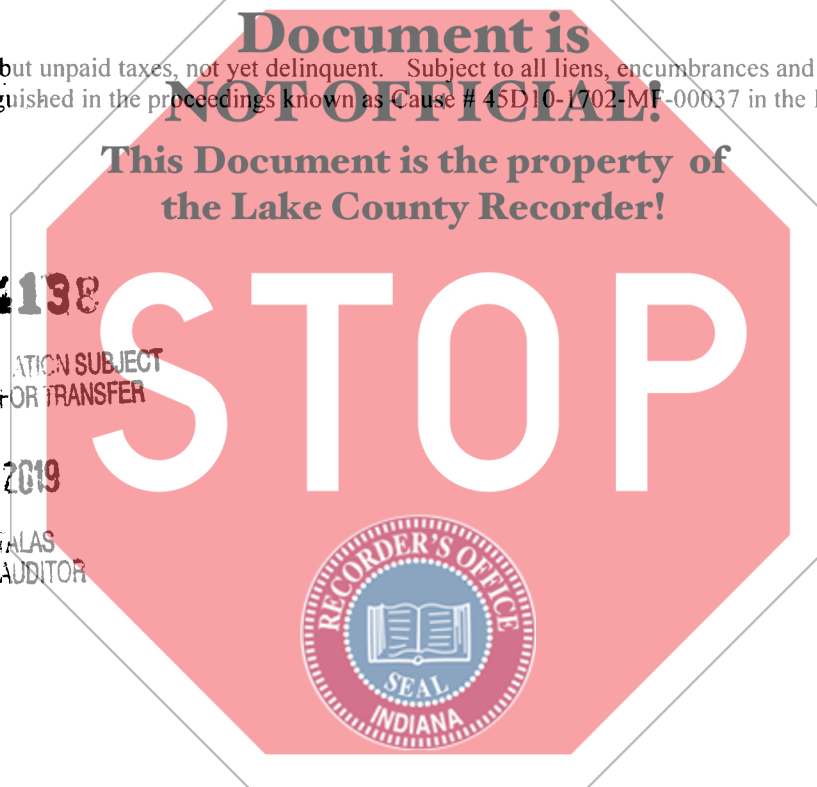 Document is
but unpaid taxes, not yet delinquent. Subject to all liens, encumbrances and
NOT OFFICIAL!
guished in the proceedings known as Cause # 45D10-1702-MF-00037 in the
This Document is the property of
the Lake County Recorder!
138
STOP
ATION SUBJECT
FOR TRANSFER
2019
ALAS
AUDITOR
RECORDER'S OFFICE
SEAL
INDIANA